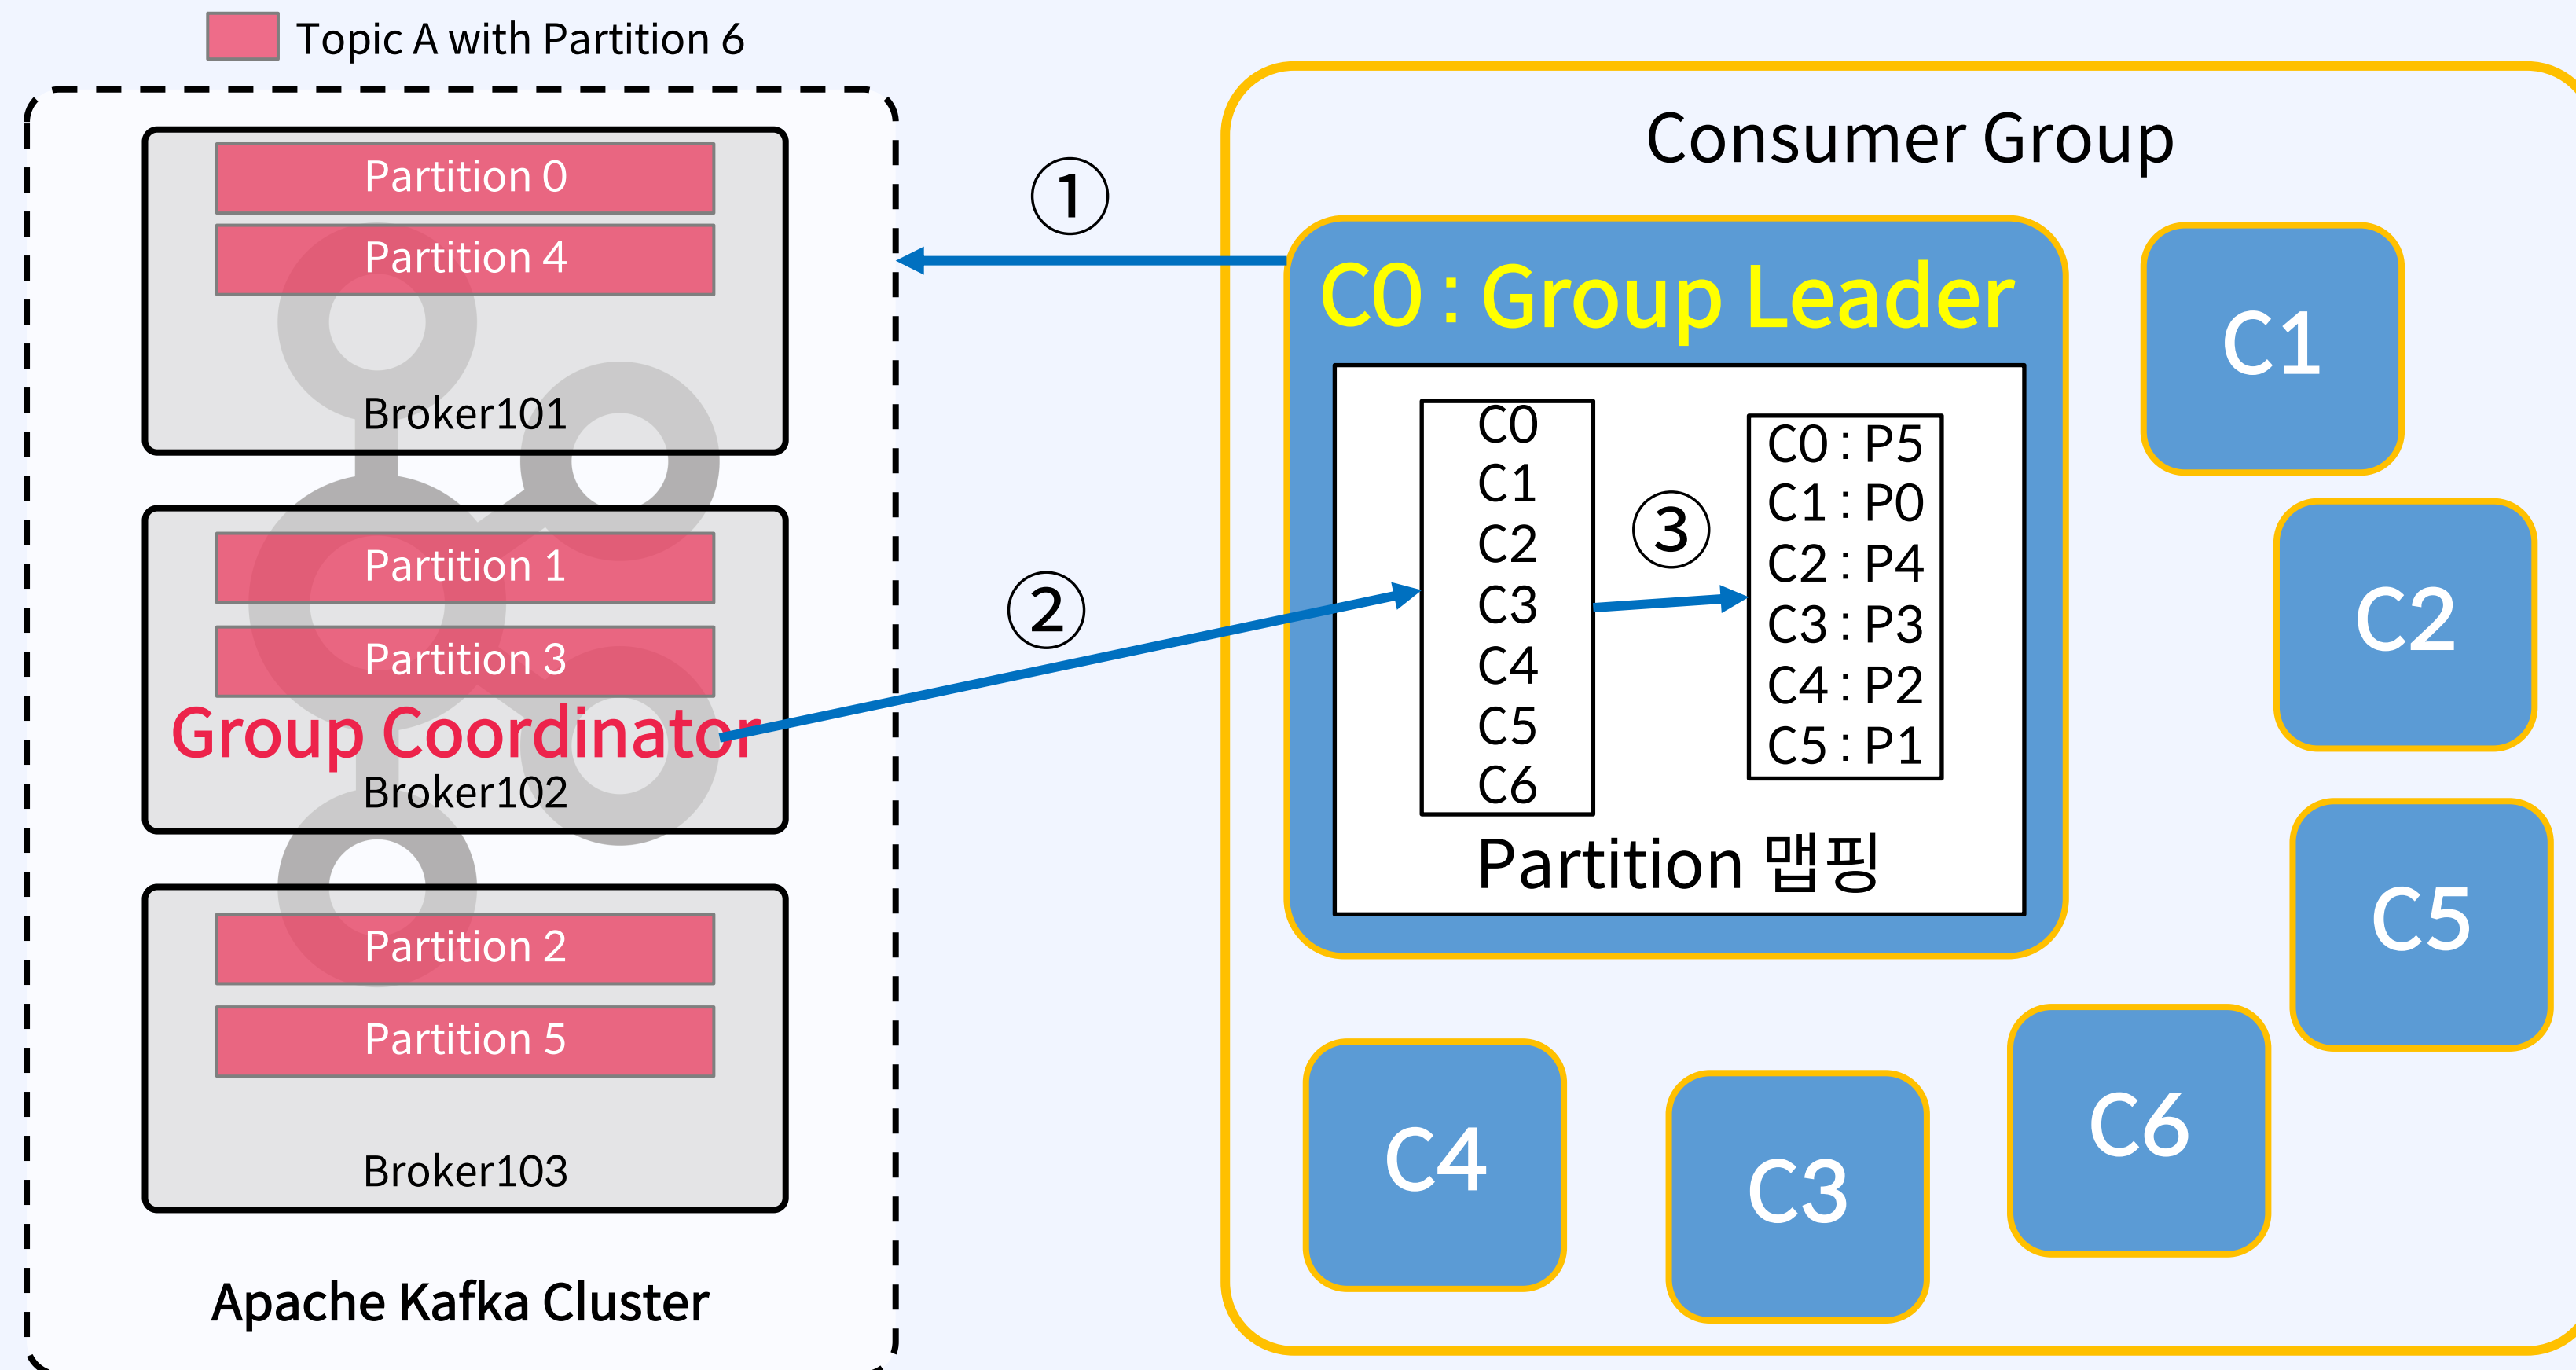 Topic A with Partition 6
Partition 0
Partition 4
Broker101
Partition 1
Partition 3
Group Coordinator
Broker102
Partition 2
Partition 5
Broker103
Apache Kafka Cluster
①
②
Consumer Group
C0 : Group Leader
C0
C1
C2
C3
C4
C5
C6
③
C0 : P5
C1 : P0
C2 : P4
C3 : P3
C4 : P2
C5 : P1
Partition 맵핑
C1
C2
C5
C6
C3
C4